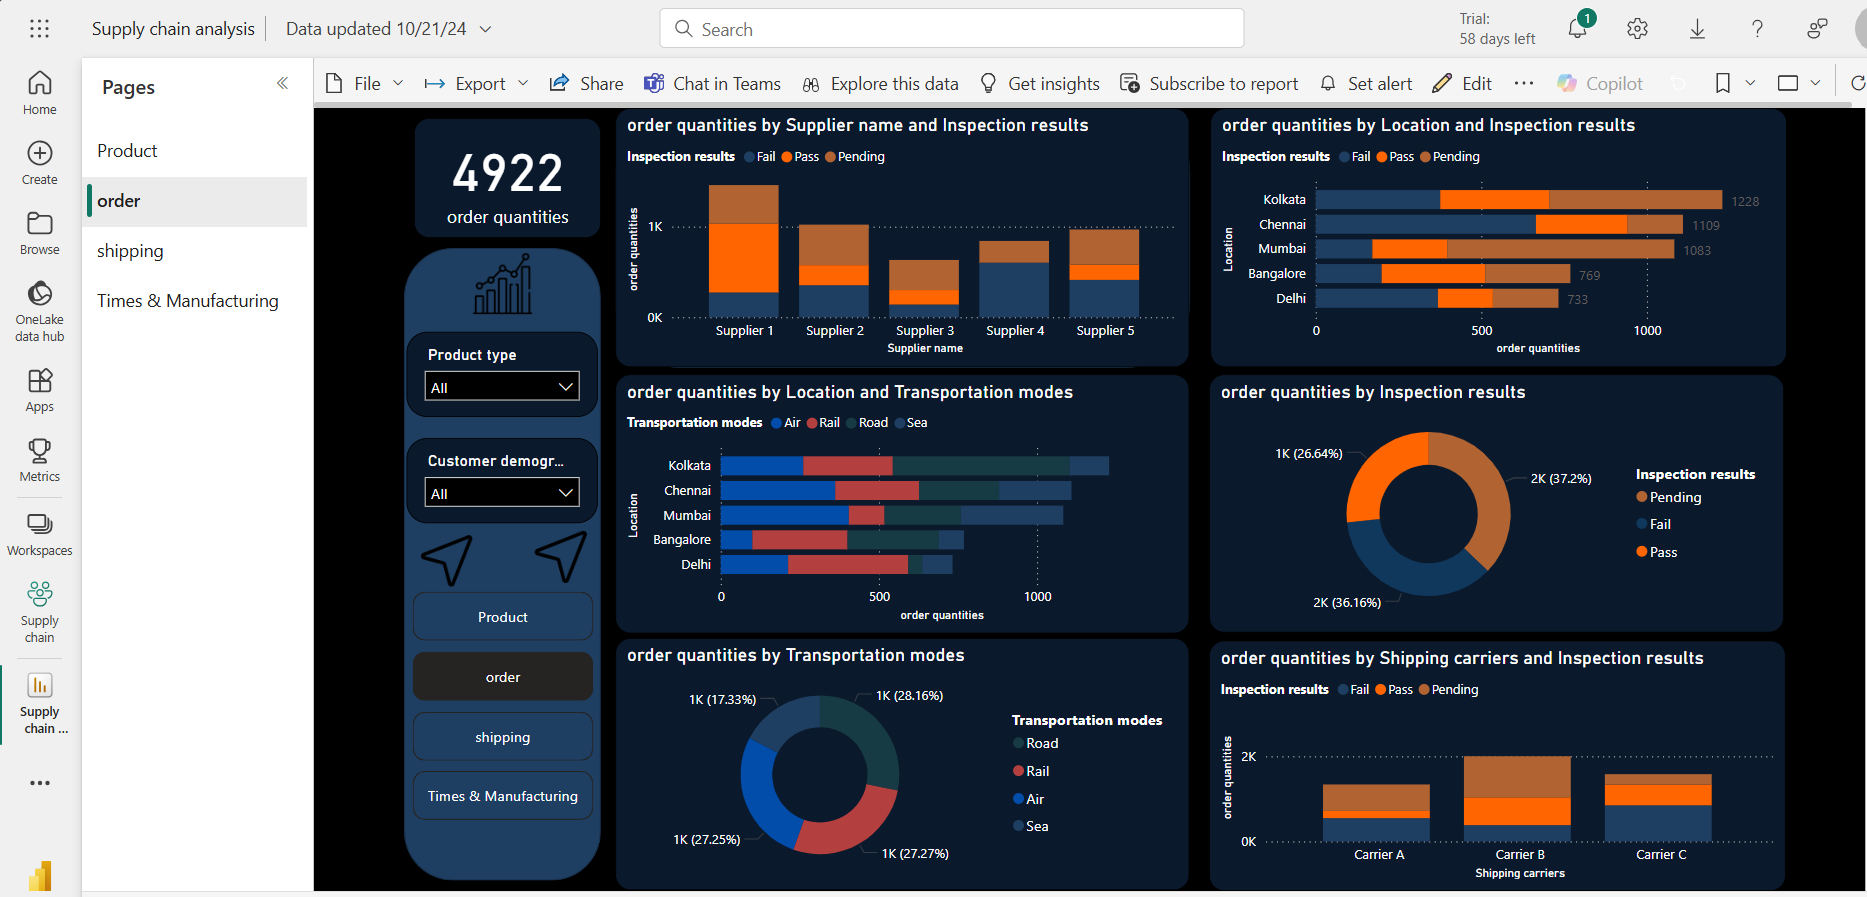 Supply chain analysis
Data updated 10/21/24
Search
Trial:
58 days left
1
Home
Create
Browse
OneLake
data hub
Apps
Metrics
Workspaces
Supply
chain
Supply
chain ...
Pages
Product
order
shipping
Times & Manufacturing
File
Export
Share
Chat in Teams
Explore this data
Get insights
Subscribe to report
Set alert
Edit
Copilot
4922
order quantities
Product type
All
Customer demogr...
All
Product
order
shipping
Times & Manufacturing
order quantities by Supplier name and Inspection results
Inspection results Fail Pass Pending
order quantities
1K
0K
Supplier 1 Supplier 2 Supplier 3 Supplier 4 Supplier 5
Supplier name
order quantities by Location and Inspection results
Inspection results Fail Pass Pending
Location
Kolkata 1228
Chennai 1109
Mumbai 1083
Bangalore 769
Delhi 733
0 500 1000
order quantities
order quantities by Location and Transportation modes
Transportation modes Air Rail Road Sea
Location
Kolkata
Chennai
Mumbai
Bangalore
Delhi
0 500 1000
order quantities
order quantities by Inspection results
1K (26.64%)
2K (37.2%)
2K (36.16%)
Inspection results
Pending
Fail
Pass
order quantities by Transportation modes
1K (17.33%)
1K (28.16%)
1K (27.25%)
1K (27.27%)
Transportation modes
Road
Rail
Air
Sea
order quantities by Shipping carriers and Inspection results
Inspection results Fail Pass Pending
order quantities
2K
0K
Carrier A Carrier B Carrier C
Shipping carriers